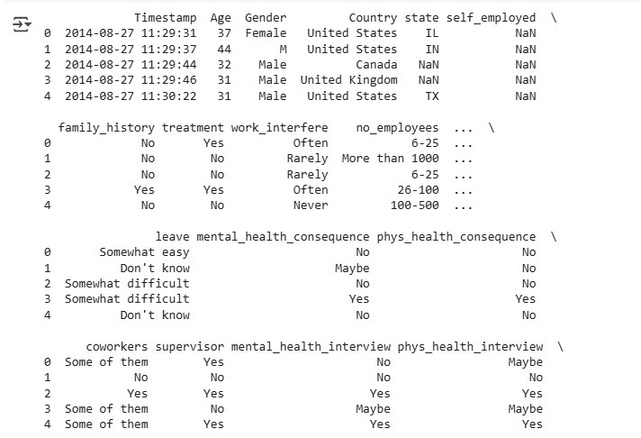 Timestamp Age Gender Country state self_employed \
0 2014-08-27 11:29:31 37 Female United States IL NaN
1 2014-08-27 11:29:37 44 M United States IN NaN
2 2014-08-27 11:29:44 32 Male Canada NaN NaN
3 2014-08-27 11:29:46 31 Male United Kingdom NaN NaN
4 2014-08-27 11:30:22 31 Male United States TX NaN
family_history treatment work_interfere no_employees ... \
0 No Yes Often 6-25 ...
1 No No Rarely More than 1000 ...
2 No No Rarely 6-25 ...
3 Yes Yes Often 26-100 ...
4 No No Never 100-500 ...
leave mental_health_consequence phys_health_consequence \
0 Somewhat easy No No
1 Don't know Maybe No
2 Somewhat difficult No No
3 Somewhat difficult Yes Yes
4 Don't know No No
coworkers supervisor mental_health_interview phys_health_interview \
0 Some of them Yes No Maybe
1 No No No No
2 Yes Yes Yes Yes
3 Some of them No Maybe Maybe
4 Some of them Yes Yes Yes